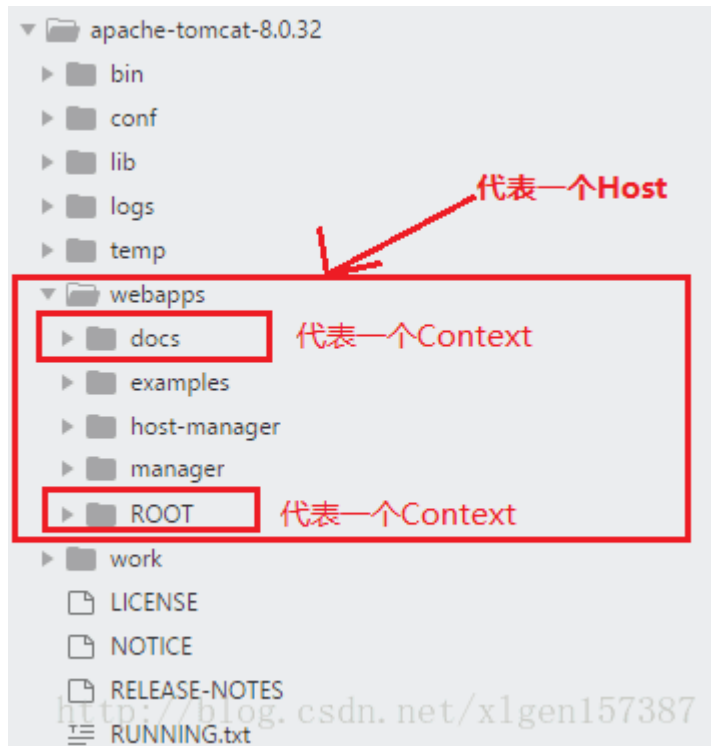 apache-tomcat-8.0.32
bin
conf
lib
logs
代表一个Host
temp
webapps
docs
代表一个Context
examples
host-manager
manager
ROOT
代表一个Context
work
LICENSE
NOTICE
RELEASE-NOTES
http://blog.csdn.net/xlgen157387
RUNNING.txt